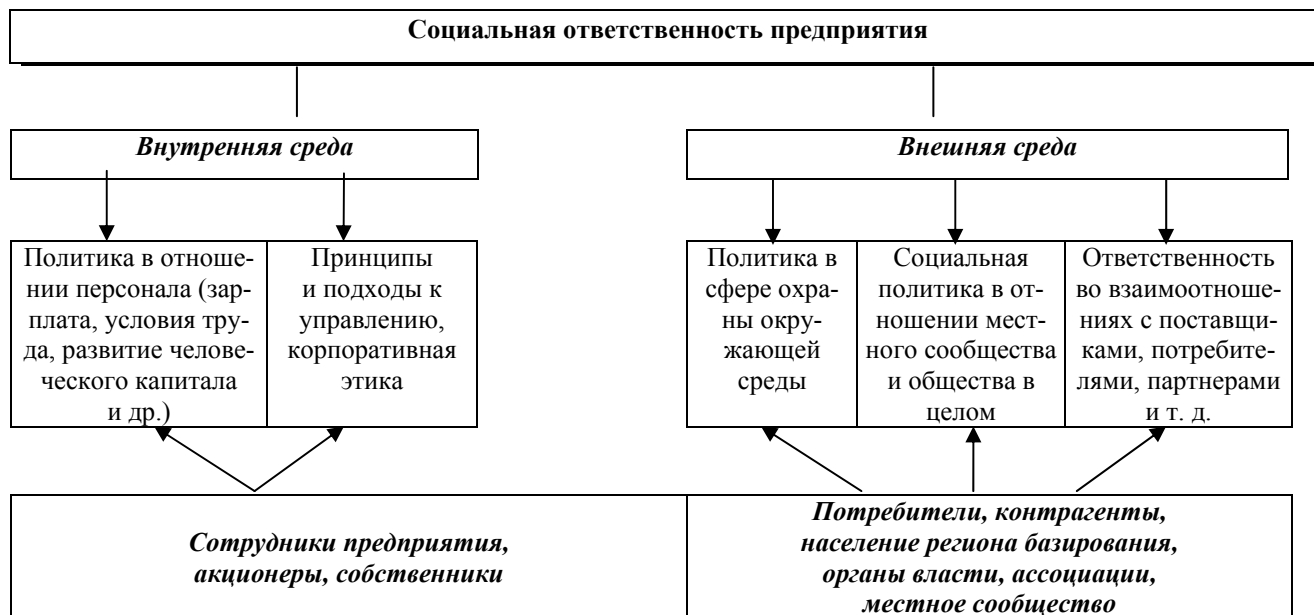 Социальная ответственность предприятия
Внутренняя среда
Внешняя среда
Политика в отноше-
нии персонала (зар-
плата, условия тру-
да, развитие челове-
ческого капитала
и др.)
Принципы
и подходы к
управлению,
корпоративная
этика
Политика в
сфере охра-
ны окру-
жающей
среды
Социальная
политика в от-
ношении мест-
ного сообщества
и общества в
целом
Ответственность
во взаимоотноше-
ниях с поставщи-
ками, потребите-
лями, партнерами
и т. д.
Сотрудники предприятия,
акционеры, собственники
Потребители, контрагенты,
население региона базирования,
органы власти, ассоциации,
местное сообщество